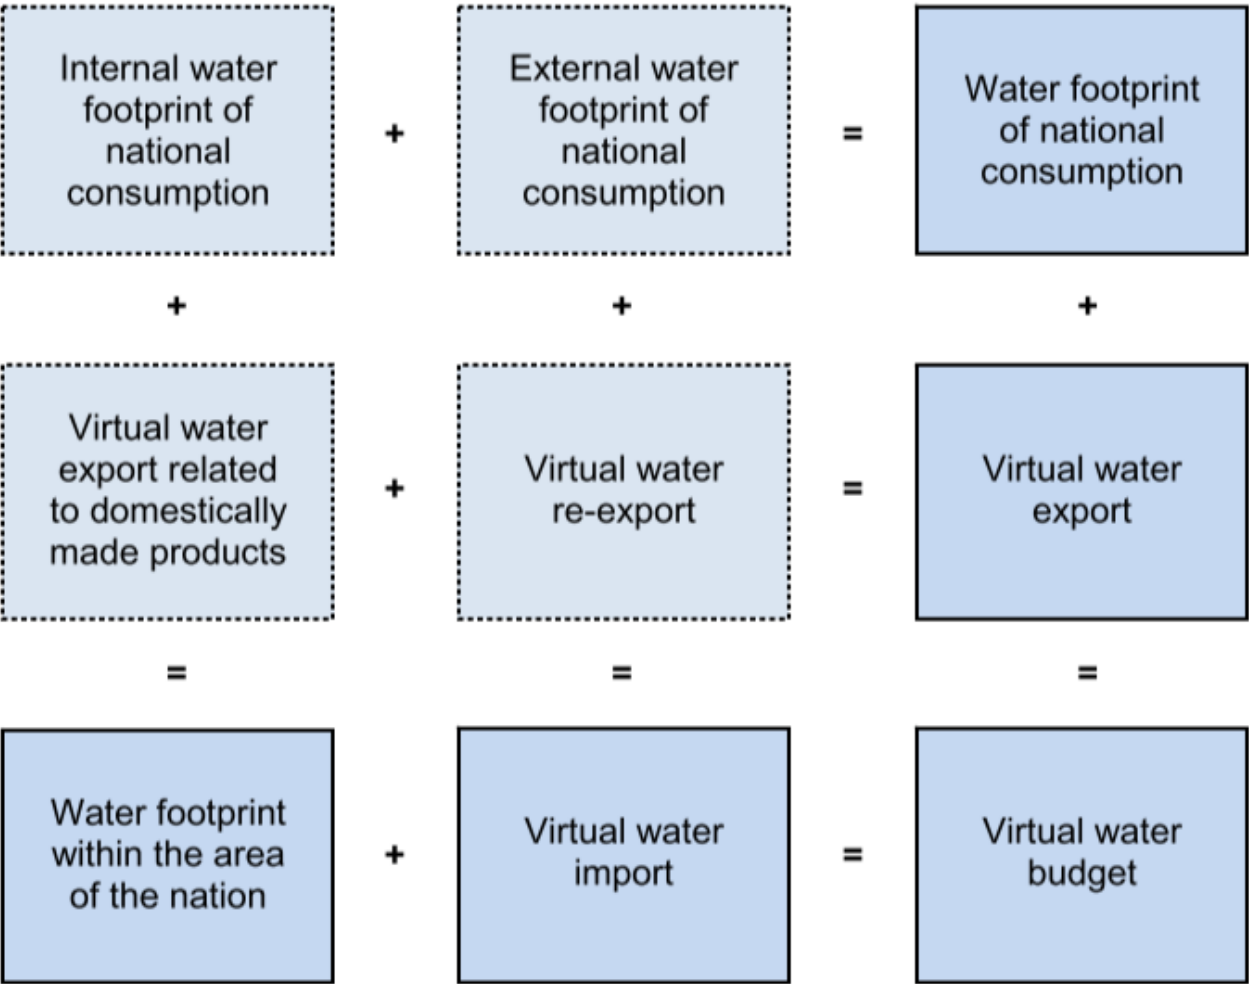 Internal water
footprint of
national
consumption
+
External water
footprint of
national
consumption
=
Water footprint
of national
consumption
+
+
+
Virtual water
export related
to domestically
made products
+
Virtual water
re-export
=
Virtual water
export
=
=
=
Water footprint
within the area
of the nation
+
Virtual water
import
=
Virtual water
budget